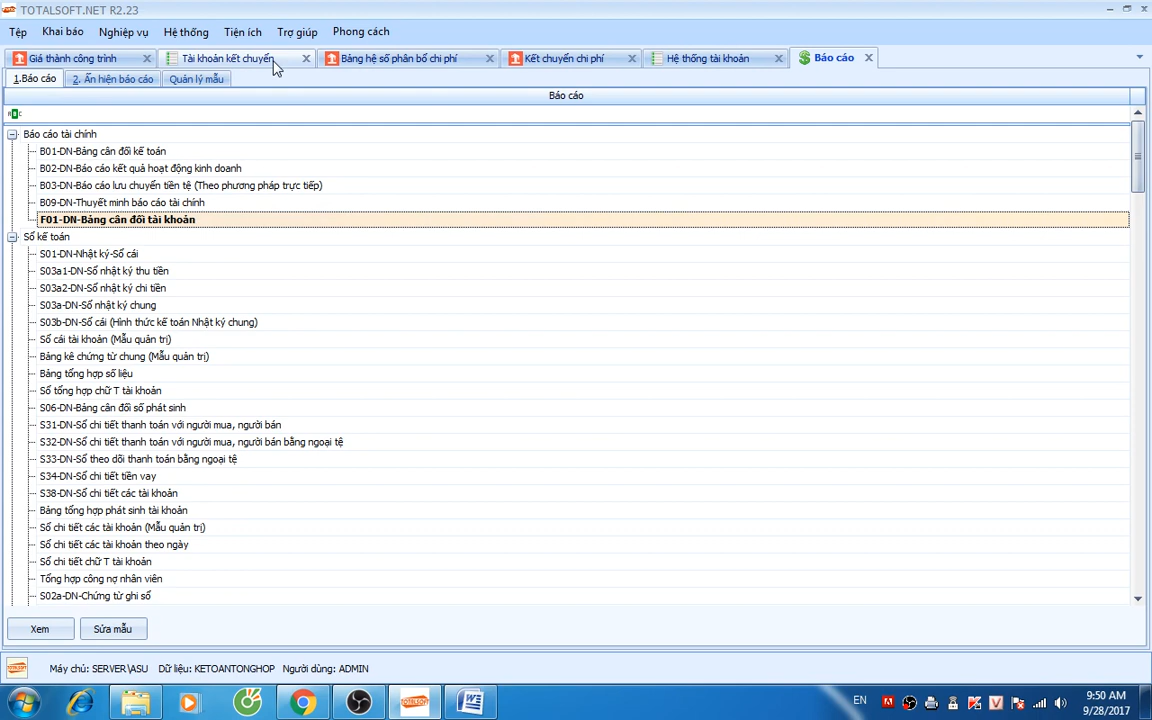 TOTALSOFT.NET R2.23
Tệp Khai báo Nghiệp vụ Hệ thống Tiện ích Trợ giúp Phong cách
Giá thành công trình Tài khoản kết chuyển Bảng hệ số phân bổ chi phí Kết chuyển chi phí Hệ thống tài khoản Báo cáo
1.Báo cáo 2. Ẩn hiện báo cáo Quản lý mẫu
Báo cáo
Báo cáo tài chính
B01-DN-Bảng cân đối kế toán
B02-DN-Báo cáo kết quả hoạt động kinh doanh
B03-DN-Báo cáo lưu chuyển tiền tệ (Theo phương pháp trực tiếp)
B09-DN-Thuyết minh báo cáo tài chính
F01-DN-Bảng cân đối tài khoản
Sổ kế toán
S01-DN-Nhật ký-Sổ cái
S03a1-DN-Sổ nhật ký thu tiền
S03a2-DN-Sổ nhật ký chi tiền
S03a-DN-Sổ nhật ký chung
S03b-DN-Sổ cái (Hình thức kế toán Nhật ký chung)
Sổ cái tài khoản (Mẫu quản trị)
Bảng kê chứng từ chung (Mẫu quản trị)
Bảng tổng hợp số liệu
Sổ tổng hợp chữ T tài khoản
S06-DN-Bảng cân đối số phát sinh
S31-DN-Sổ chi tiết thanh toán với người mua, người bán
S32-DN-Sổ chi tiết thanh toán với người mua, người bán bằng ngoại tệ
S33-DN-Sổ theo dõi thanh toán bằng ngoại tệ
S34-DN-Sổ chi tiết tiền vay
S38-DN-Sổ chi tiết các tài khoản
Bảng tổng hợp phát sinh tài khoản
Sổ chi tiết các tài khoản (Mẫu quản trị)
Sổ chi tiết các tài khoản theo ngày
Sổ chi tiết chữ T tài khoản
Tổng hợp công nợ nhân viên
S02a-DN-Chứng từ ghi sổ
Xem Sửa mẫu
Máy chủ: SERVER\ASU Dữ liệu: KETOANTONGHOP Người dùng: ADMIN
EN 9:50 AM
9/28/2017